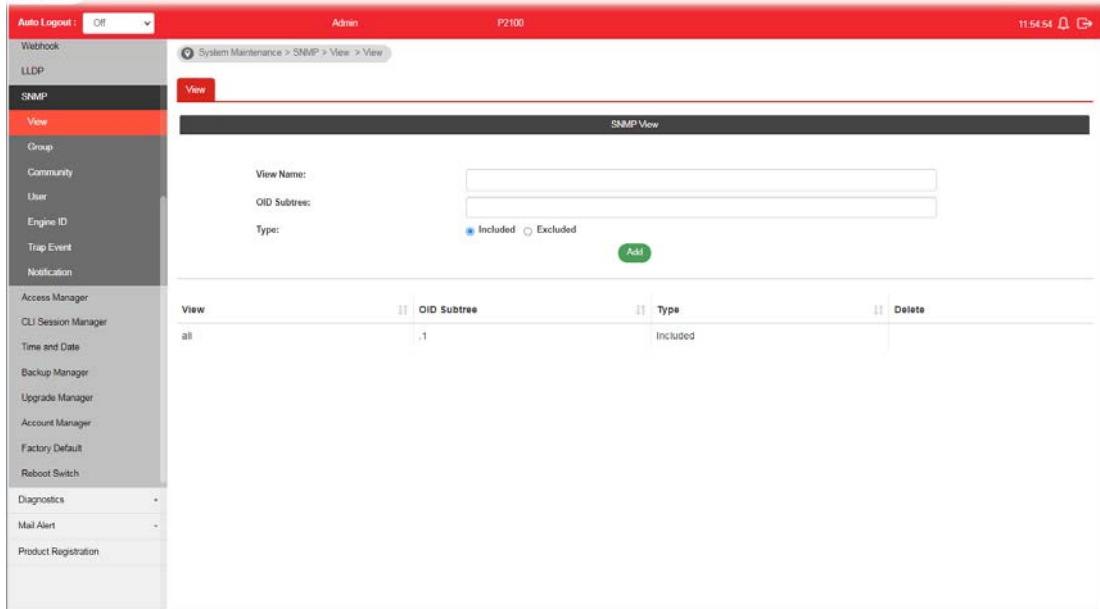 Auto Logout : Off Admin P2100 11:54:54
Webhook
LLDP
SNMP
View
Group
Community
User
Engine ID
Trap Event
Notification
Access Manager
CLI Session Manager
Time and Date
Backup Manager
Upgrade Manager
Account Manager
Factory Default
Reboot Switch
Diagnostics
Mail Alert
Product Registration
System Maintenance > SNMP > View > View
View
SNMP View
View Name:
OID Subtree:
Type: Included Excluded
Add
View OID Subtree Type Delete
all .1 Included